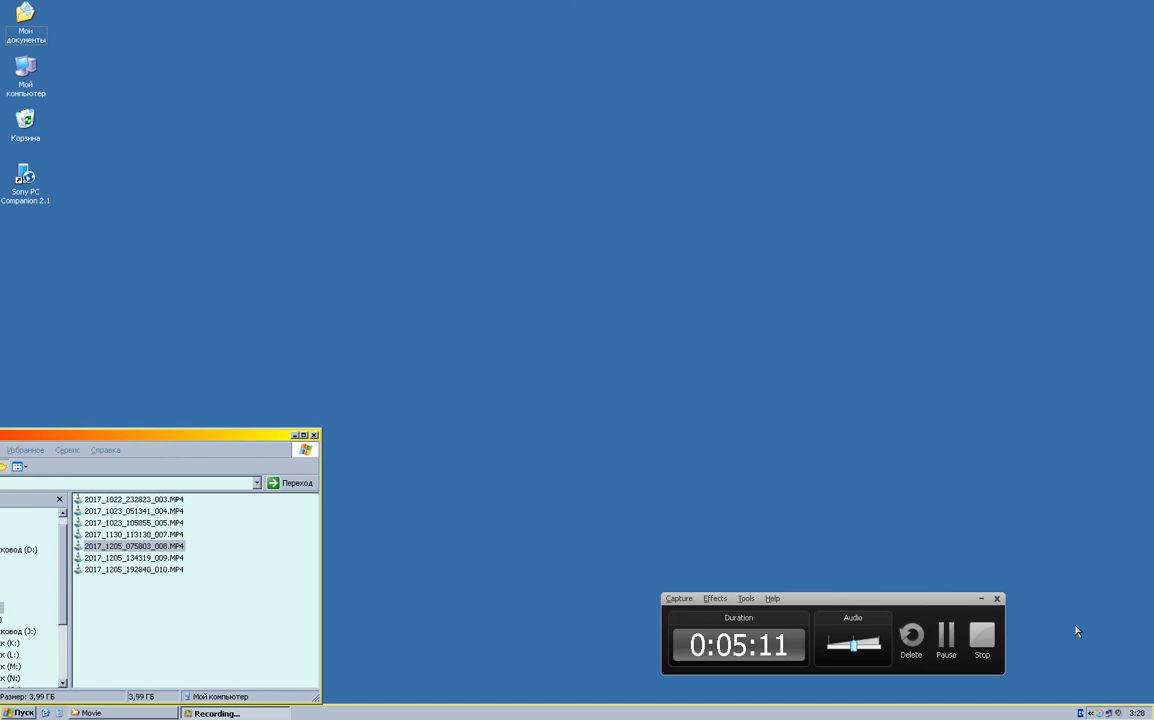 Мои
документы
Мой
компьютер
Корзина
Sony PC
Companion 2.1
Избранное Сервис Справка
Переход
2017_1022_232823_003.MP4
2017_1023_051341_004.MP4
2017_1023_105855_005.MP4
2017_1130_113130_007.MP4
2017_1205_075803_008.MP4
2017_1205_134319_009.MP4
2017_1205_192840_010.MP4
ковод (D:)
)
ковод (J:)
к (K:)
к (L:)
к (M:)
к (N:)
Размер: 3,99 ГБ 3,99 ГБ Мой компьютер
Capture Effects Tools Help
Duration
0:05:11
Audio
Delete Pause Stop
Пуск Movie Recording... 3:28